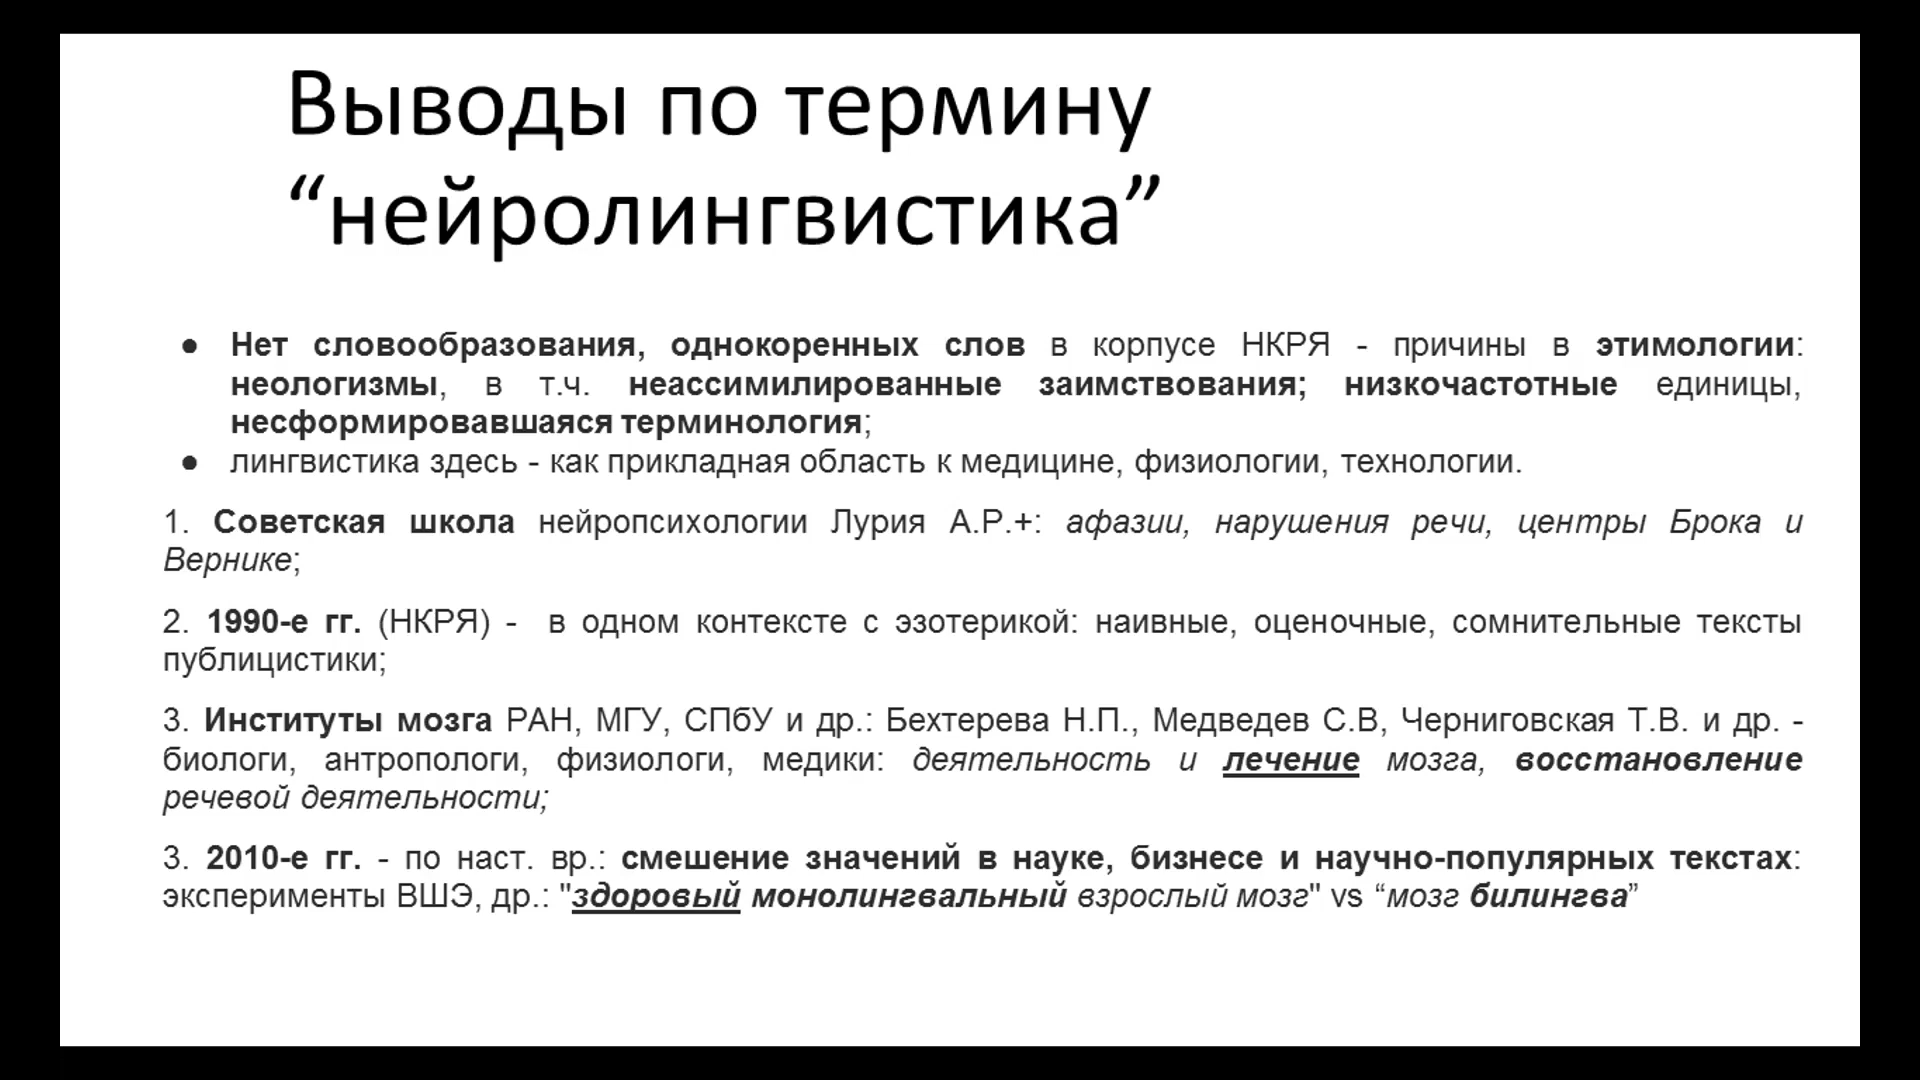 Выводы по термину
“нейролингвистика”
● Нет словообразования, однокоренных слов в корпусе НКРЯ - причины в этимологии:
неологизмы, в т.ч. неассимилированные заимствования; низкочастотные единицы,
несформировавшаяся терминология;
● лингвистика здесь - как прикладная область к медицине, физиологии, технологии.
1. Советская школа нейропсихологии Лурия А.Р.+: афазии, нарушения речи, центры Брока и
Вернике;
2. 1990-е гг. (НКРЯ) - в одном контексте с эзотерикой: наивные, оценочные, сомнительные тексты
публицистики;
3. Институты мозга РАН, МГУ, СПбУ и др.: Бехтерева Н.П., Медведев С.В, Черниговская Т.В. и др. -
биологи, антропологи, физиологи, медики: деятельность и лечение мозга, восстановление
речевой деятельности;
3. 2010-е гг. - по наст. вр.: смешение значений в науке, бизнесе и научно-популярных текстах:
эксперименты ВШЭ, др.: "здоровый монолингвальный взрослый мозг" vs “мозг билингва”